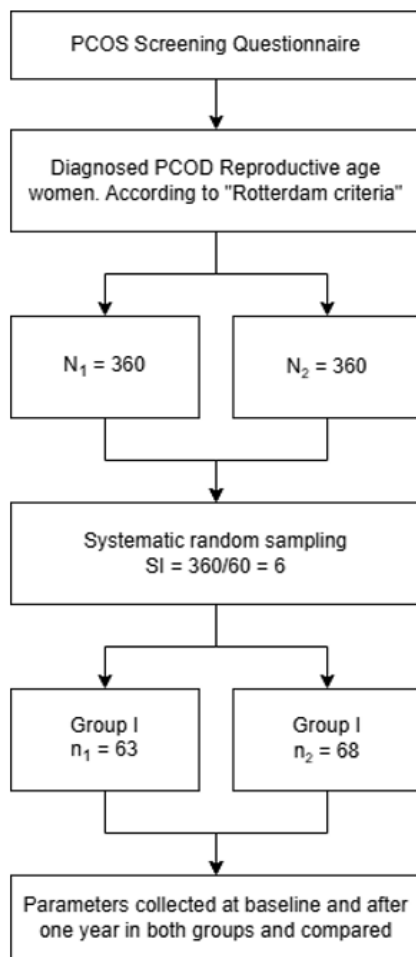 PCOS Screening Questionnaire
Diagnosed PCOD Reproductive age
women. According to "Rotterdam criteria"
N₁ = 360
N₂ = 360
Systematic random sampling
SI = 360/60 = 6
Group I
n₁ = 63
Group I
n₂ = 68
Parameters collected at baseline and after
one year in both groups and compared